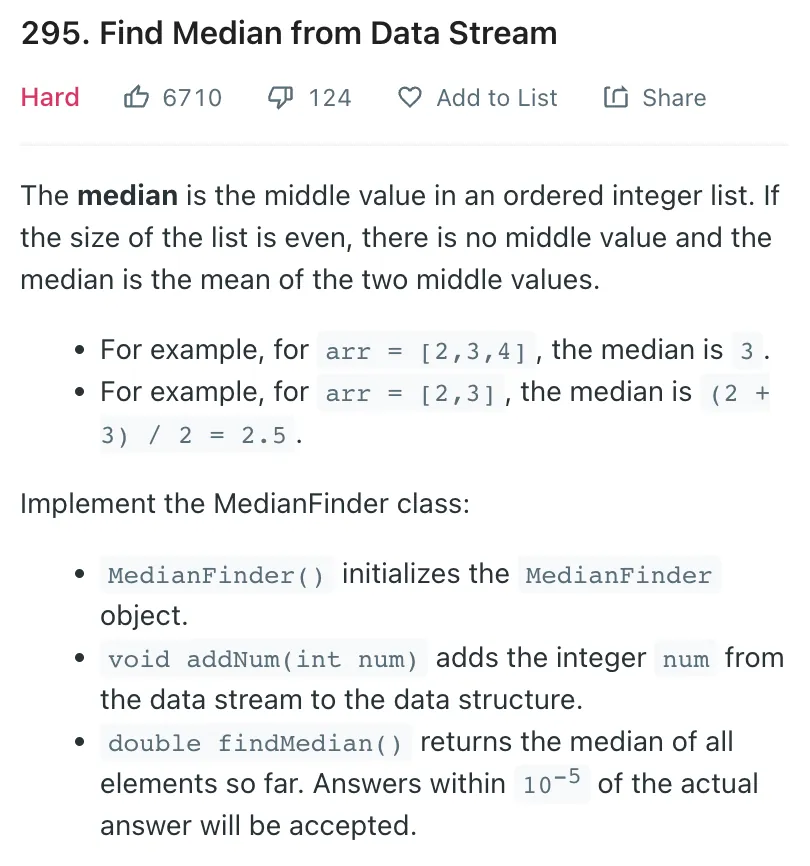 295. Find Median from Data Stream
Hard 6710 124 Add to List Share
The median is the middle value in an ordered integer list. If
the size of the list is even, there is no middle value and the
median is the mean of the two middle values.
• For example, for arr = [2,3,4], the median is 3.
• For example, for arr = [2,3], the median is (2 +
3) / 2 = 2.5.
Implement the MedianFinder class:
• MedianFinder() initializes the MedianFinder
object.
• void addNum(int num) adds the integer num from
the data stream to the data structure.
• double findMedian() returns the median of all
elements so far. Answers within 10⁻⁵ of the actual
answer will be accepted.